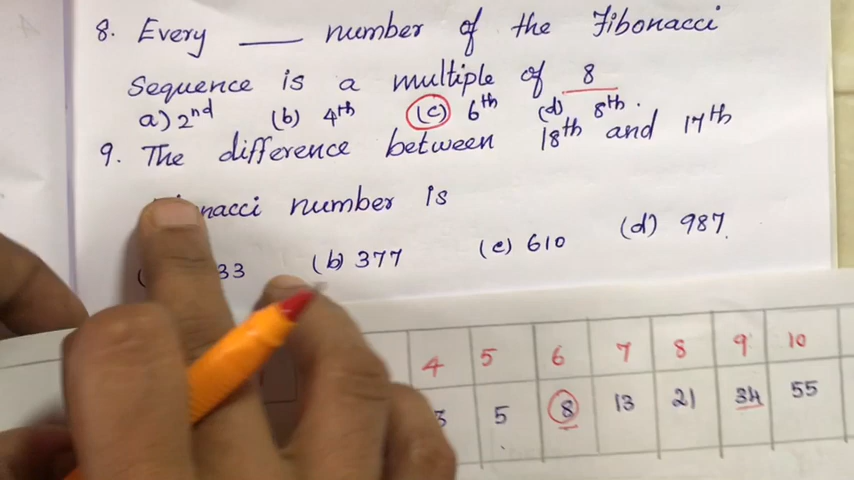 8. Every ___ number of the Fibonacci
Sequence is a multiple of 8
a) 2nd (b) 4th (c) 6th (d) 8th.
9. The difference between 18th and 17th
number is
(b) 377 (c) 610 (d) 987.
4 5 6 7 8 9 10
3 5 8 13 21 34 55